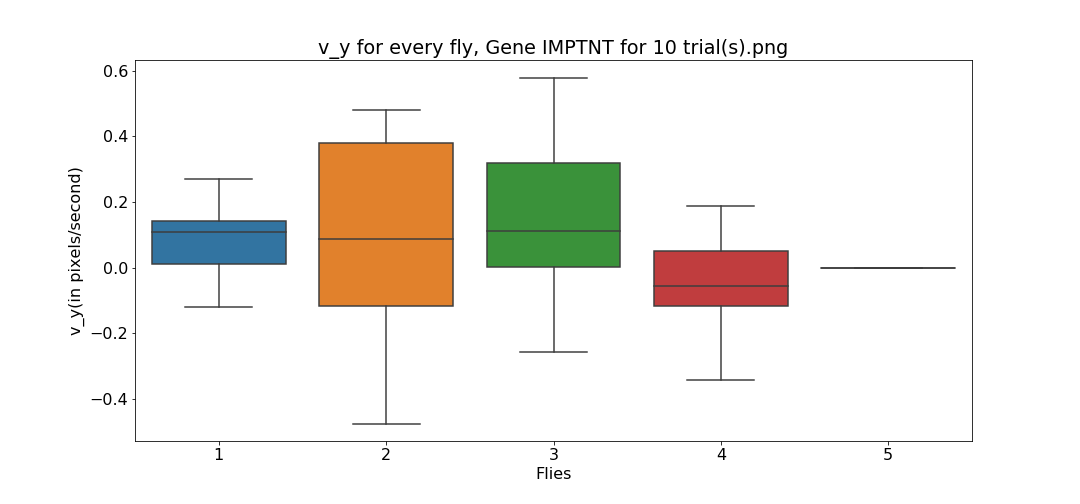 v_y for every fly, Gene IMPTNT for 10 trial(s).png
v_y(in pixels/second)
0.6
0.4
0.2
0.0
−0.2
−0.4
1 2 3 4 5
Flies